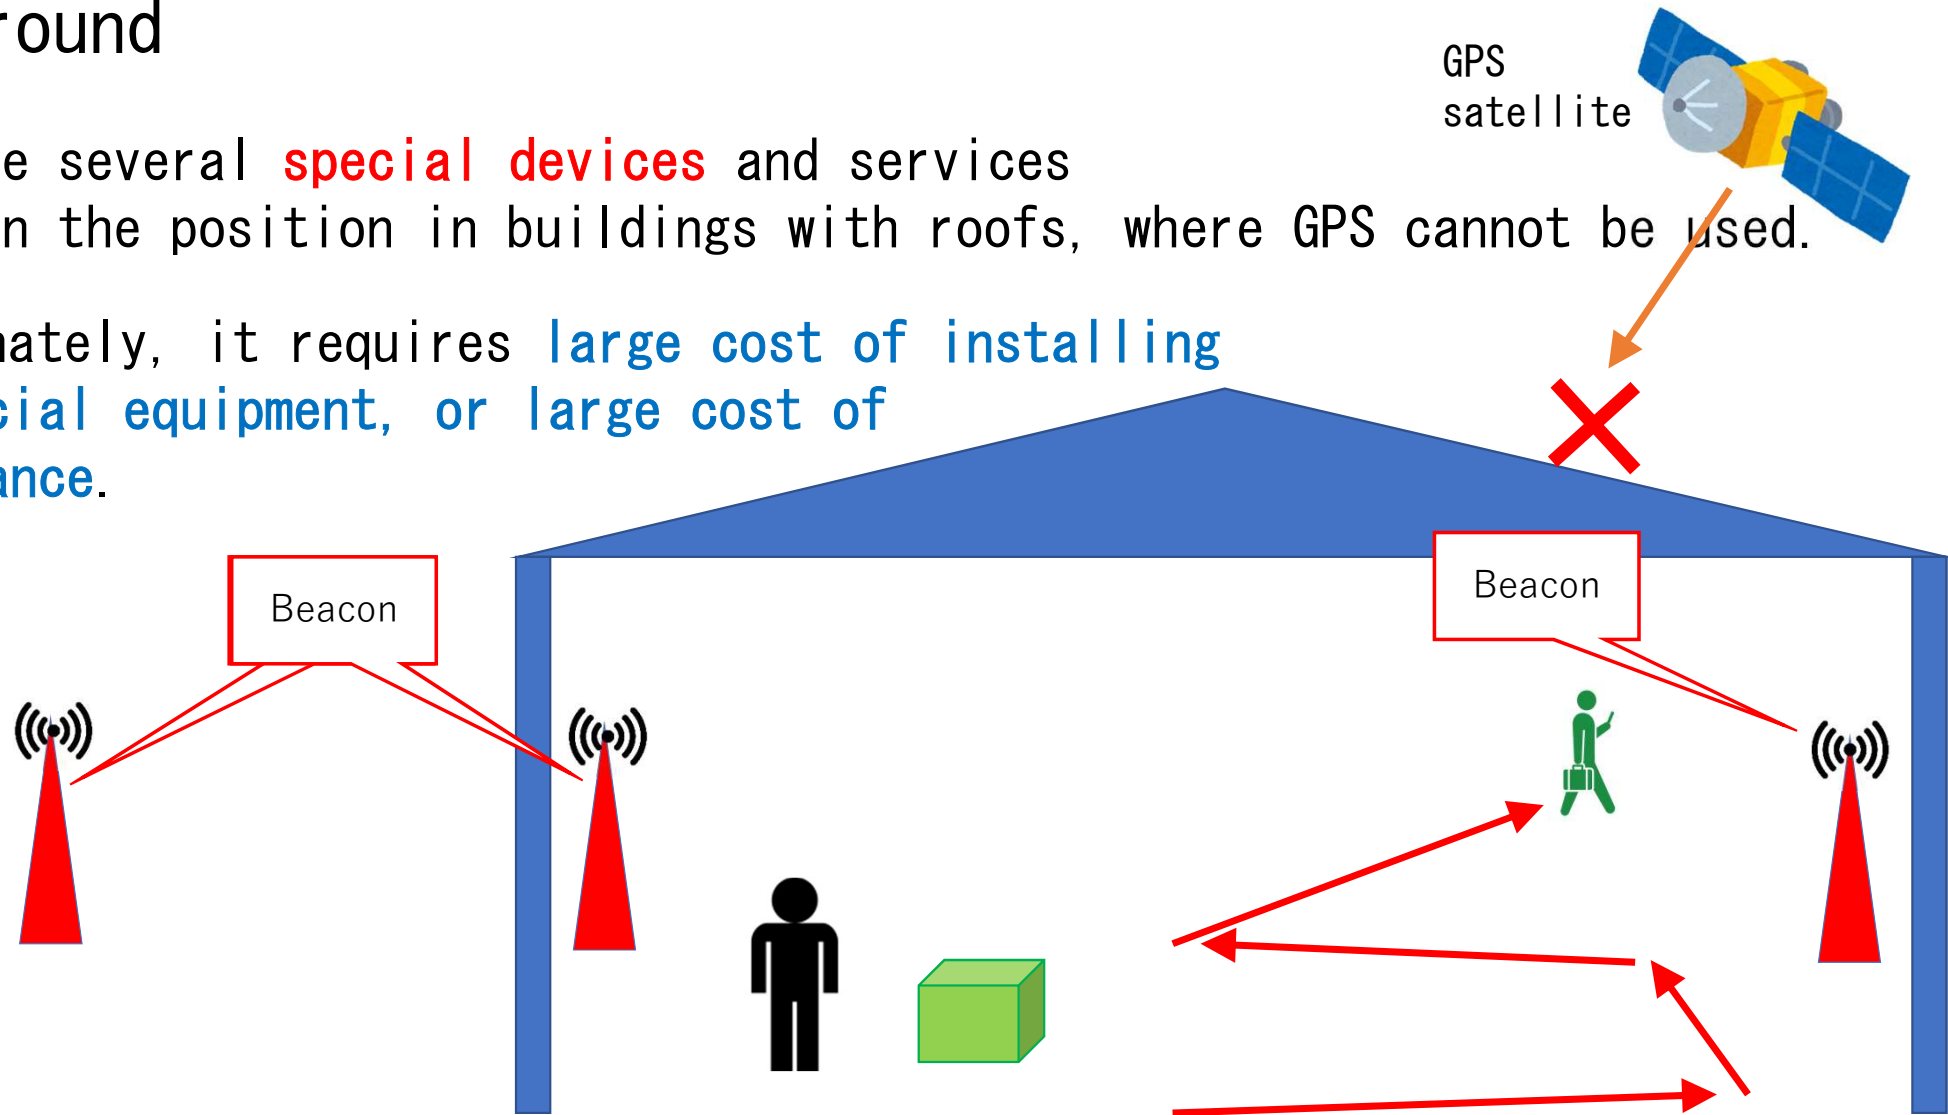 round
GPS
satellite
e several special devices and services
n the position in buildings with roofs, where GPS cannot be used.
nately, it requires large cost of installing
cial equipment, or large cost of
ance.
Beacon
Beacon